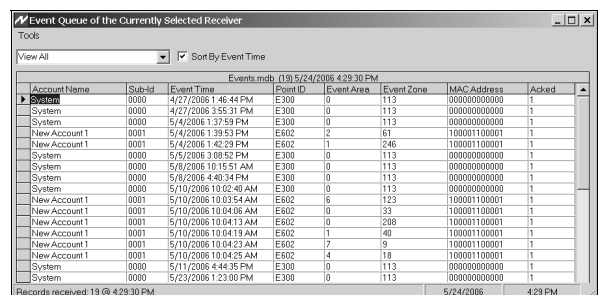 Event Queue of the Currently Selected Receiver
Tools
View All Sort By Event Time
Events.mdb (19) 5/24/2006 4:29:30 PM
Account Name Sub-Id Event Time Point ID Event Area Event Zone MAC Address Acked
System 0000 4/27/2006 1:46:44 PM E300 0 113 000000000000 1
System 0000 4/27/2006 3:55:31 PM E300 0 113 000000000000 1
System 0000 5/4/2006 1:37:59 PM E300 0 113 000000000000 1
New Account 1 0001 5/4/2006 1:39:53 PM E602 2 61 100001100001 1
New Account 1 0001 5/4/2006 1:42:29 PM E602 1 246 100001100001 1
System 0000 5/5/2006 3:08:52 PM E300 0 113 000000000000 1
System 0000 5/8/2006 10:15:51 AM E300 0 113 000000000000 1
System 0000 5/8/2006 4:40:34 PM E300 0 113 000000000000 1
System 0000 5/10/2006 10:02:40 AM E300 0 113 000000000000 1
New Account 1 0001 5/10/2006 10:03:54 AM E602 6 123 100001100001 1
New Account 1 0001 5/10/2006 10:04:06 AM E602 0 33 100001100001 1
New Account 1 0001 5/10/2006 10:04:13 AM E602 0 208 100001100001 1
New Account 1 0001 5/10/2006 10:04:19 AM E602 1 40 100001100001 1
New Account 1 0001 5/10/2006 10:04:23 AM E602 7 9 100001100001 1
New Account 1 0001 5/10/2006 10:04:25 AM E602 4 18 100001100001 1
System 0000 5/11/2006 4:44:35 PM E300 0 113 000000000000 1
System 0000 5/23/2006 1:23:00 PM E300 0 113 000000000000 1
Records received: 19 @ 4:29:30 PM 5/24/2006 4:29 PM